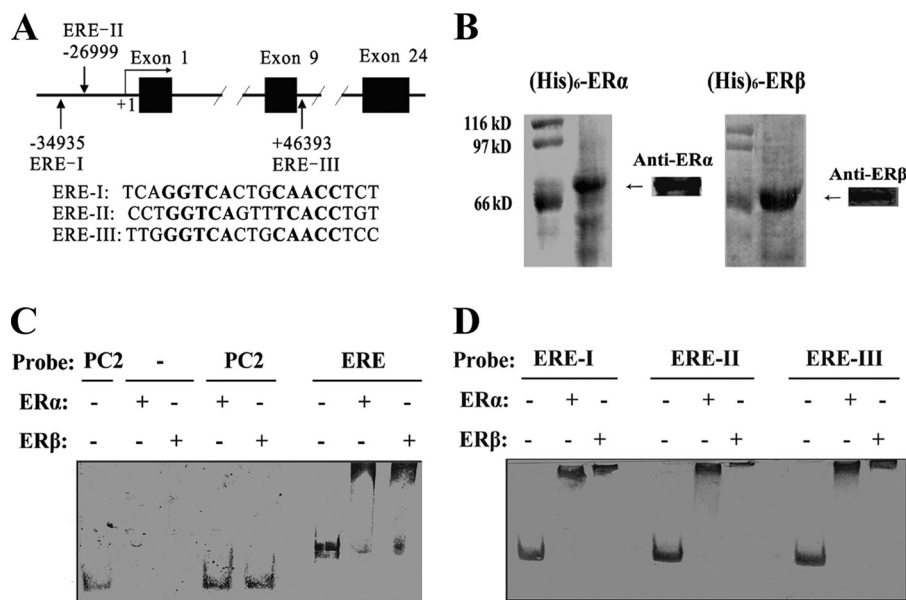 A
ERE-II
-26999
Exon 1
Exon 9
Exon 24
+1
-34935
ERE-I
+46393
ERE-III
ERE-I: TCAGGTCACTGCAACCTCT
ERE-II: CCTGGTCAGTTTCACCTGT
ERE-III: TTGGGTCACTGCAACCTCC
B
(His)6-ERα
(His)6-ERβ
116 kD
97 kD
66 kD
Anti-ERα
←
Anti-ERβ
←
C
Probe: PC2 - PC2 ERE
ERα: - + - + - - + -
ERβ: - - + - + - - +
D
Probe: ERE-I ERE-II ERE-III
ERα: - + - - + - - + -
ERβ: - - + - - + - - +